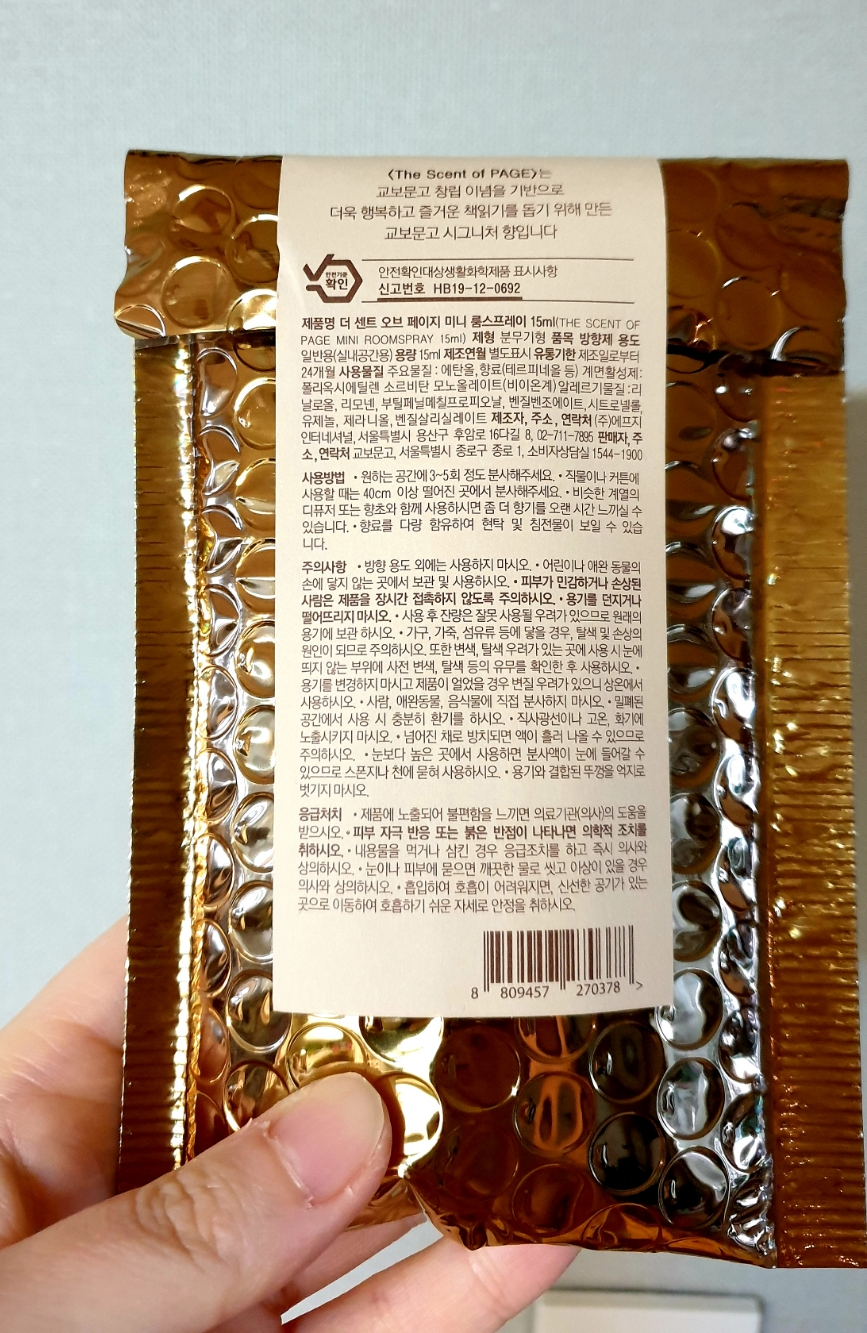 〈The Scent of PAGE〉는
교보문고 창립 이념을 기반으로
더욱 행복하고 즐거운 책읽기를 돕기 위해 만든
교보문고 시그니처 향입니다
안전기준
확인
안전확인대상생활화학제품 표시사항
신고번호 HB19-12-0692
제품명 더 센트 오브 페이지 미니 룸스프레이 15ml(THE SCENT OF
PAGE MINI ROOMSPRAY 15ml) 제형 분무기형 품목 방향제 용도
일반용(실내공간용) 용량 15ml 제조연월 별도표시 유통기한 제조일로부터
24개월 사용물질 주요물질 : 에탄올, 향료(테르피네올 등) 계면활성제:
폴리옥시에틸렌 소르비탄 모노올레이트(비이온계) 알레르기물질 : 리
날로올, 리모넨, 부틸페닐메칠프로피오날, 벤질벤조에이트, 시트로넬롤,
유제놀, 제라니올, 벤질살리실레이트 제조자, 주소, 연락처 (주)에프지
인터네셔널, 서울특별시 용산구 후암로 16다길 8, 02-711-7895 판매자, 주
소, 연락처 교보문고, 서울특별시 종로구 종로 1, 소비자상담실 1544-1900
사용방법 • 원하는 공간에 3~5회 정도 분사해주세요. • 직물이나 커튼에
사용할 때는 40cm 이상 떨어진 곳에서 분사해주세요. • 비슷한 계열의
디퓨저 또는 향초와 함께 사용하시면 좀 더 향기를 오랜 시간 느끼실 수
있습니다. • 향료를 다량 함유하여 현탁 및 침전물이 보일 수 있습
니다.
주의사항 • 방향 용도 외에는 사용하지 마시오. • 어린이나 애완 동물의
손에 닿지 않는 곳에서 보관 및 사용하시오. • 피부가 민감하거나 손상된
사람은 제품을 장시간 접촉하지 않도록 주의하시오. • 용기를 던지거나
떨어뜨리지 마시오. • 사용 후 잔량은 잘못 사용될 우려가 있으므로 원래의
용기에 보관 하시오. • 가구, 가죽, 섬유류 등에 닿을 경우, 탈색 및 손상의
원인이 되므로 주의하시오. 또한 변색, 탈색 우려가 있는 곳에 사용 시 눈에
띄지 않는 부위에 사전 변색, 탈색 등의 유무를 확인한 후 사용하시오. •
용기를 변경하지 마시고 제품이 얼었을 경우 변질 우려가 있으니 상온에서
사용하시오. • 사람, 애완동물, 음식물에 직접 분사하지 마시오. • 밀폐된
공간에서 사용 시 충분히 환기를 하시오. • 직사광선이나 고온, 화기에
노출시키지 마시오. • 넘어진 채로 방치되면 액이 흘러 나올 수 있으므로
주의하시오. • 눈보다 높은 곳에서 사용하면 분사액이 눈에 들어갈 수
있으므로 스폰지나 천에 묻혀 사용하시오. • 용기와 결합된 뚜껑을 억지로
벗기지 마시오.
응급처치 • 제품에 노출되어 불편함을 느끼면 의료기관(의사)의 도움을
받으시오. • 피부 자극 반응 또는 붉은 반점이 나타나면 의학적 조치를
취하시오. • 내용물을 먹거나 삼킨 경우 응급조치를 하고 즉시 의사와
상의하시오. • 눈이나 피부에 묻으면 깨끗한 물로 씻고 이상이 있을 경우
의사와 상의하시오. • 흡입하여 호흡이 어려워지면, 신선한 공기가 있는
곳으로 이동하여 호흡하기 쉬운 자세로 안정을 취하시오.
8 809457 270378 >